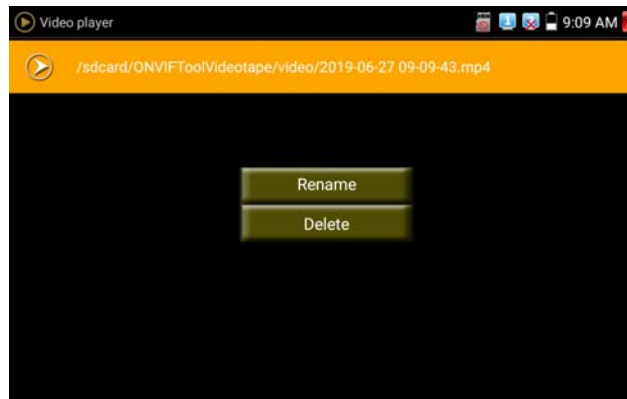 Video player
9:09 AM
/sdcard/ONVIFToolVideotape/video/2019-06-27 09-09-43.mp4
Rename
Delete